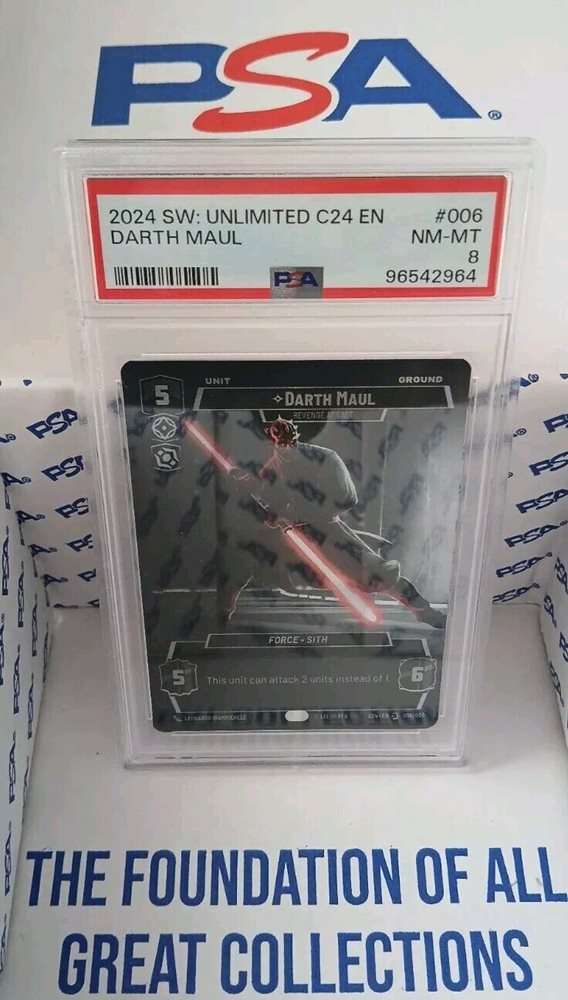 PSA®
2024 SW: UNLIMITED C24 EN #006
DARTH MAUL NM-MT
8
PSA 96542964
UNIT GROUND
5 DARTH MAUL
REVENGE AT LAST
FORCE • SITH
5 This unit can attack 2 units instead of 1. 6
C24 • EN
THE FOUNDATION OF ALL
GREAT COLLECTIONS